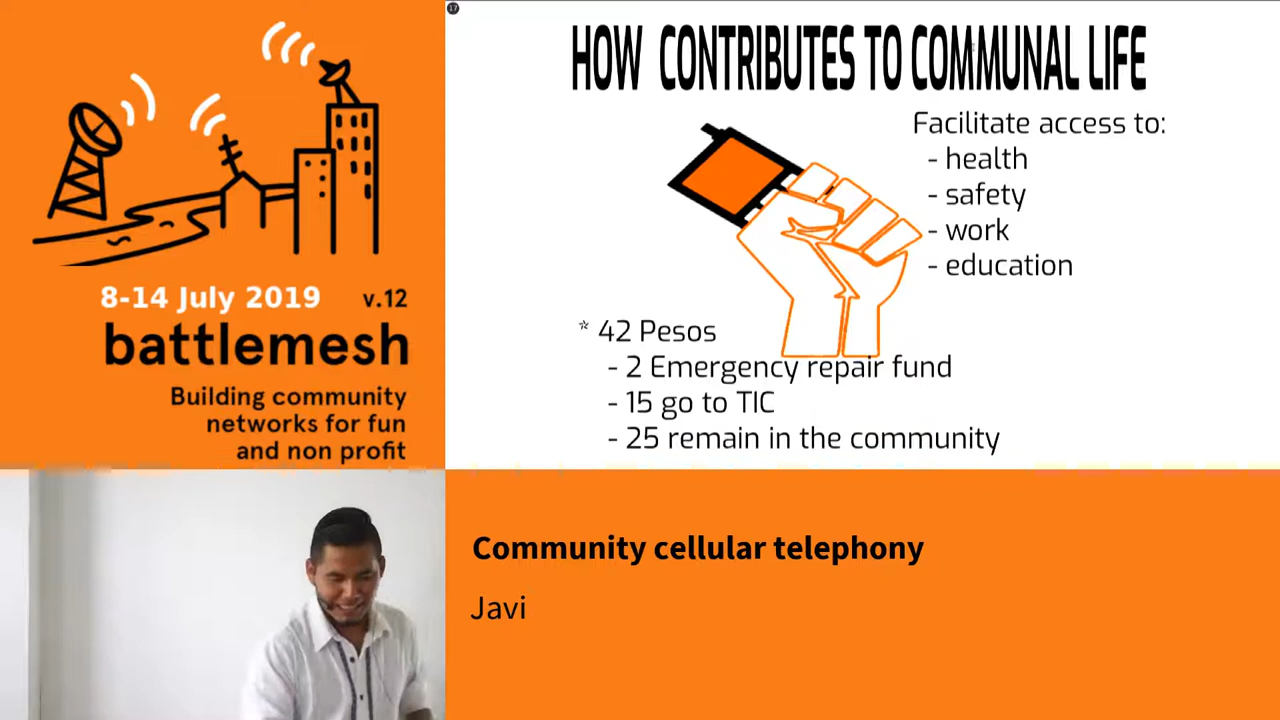 8-14 July 2019
v.12
battlemesh
Building community
networks for fun
and non profit
17
HOW CONTRIBUTES TO COMMUNAL LIFE
Facilitate access to:
- health
- safety
- work
- education
* 42 Pesos
- 2 Emergency repair fund
- 15 go to TIC
- 25 remain in the community
Community cellular telephony
Javi